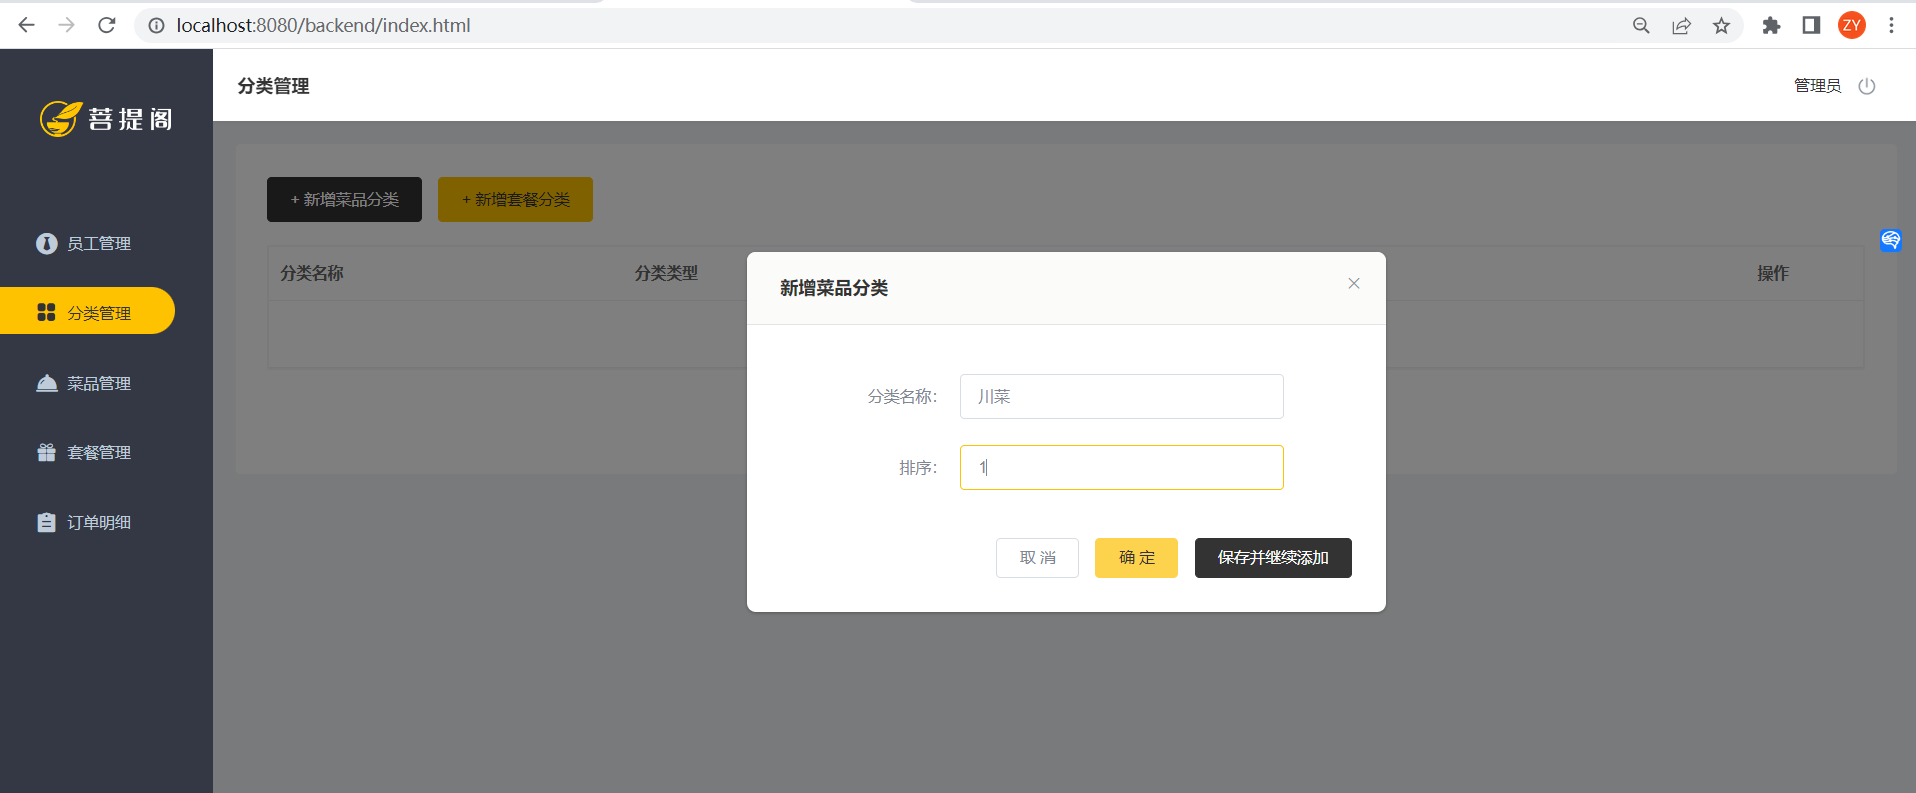 localhost:8080/backend/index.html
ZY
菩提阁
分类管理
管理员
员工管理
分类管理
菜品管理
套餐管理
订单明细
+ 新增菜品分类
+ 新增套餐分类
分类名称
分类类型
操作
新增菜品分类
分类名称：
川菜
排序：
1
取 消
确 定
保存并继续添加